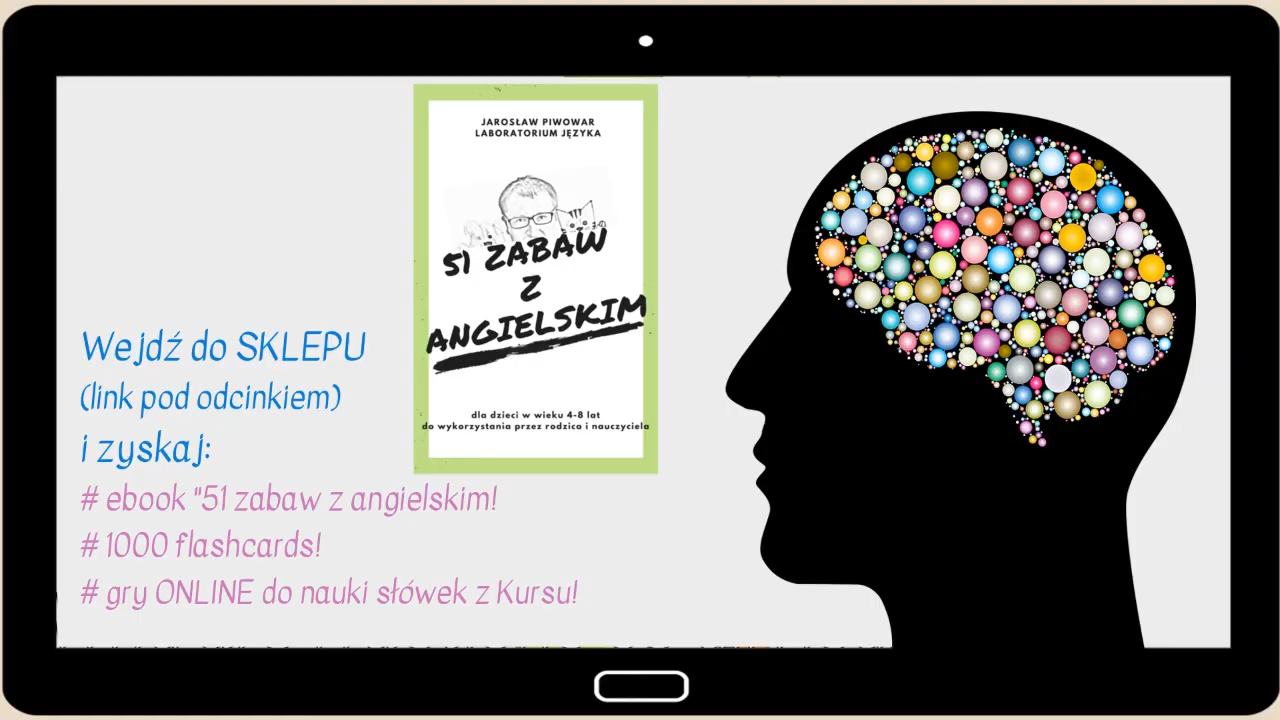 JAROSŁAW PIWOWAR
LABORATORIUM JĘZYKA
51 ZABAW
Z
ANGIELSKIM
dla dzieci w wieku 4-8 lat
do wykorzystania przez rodzica i nauczyciela
Wejdź do SKLEPU
(link pod odcinkiem)
i zyskaj:
# ebook "51 zabaw z angielskim!
# 1000 flashcards!
# gry ONLINE do nauki słówek z Kursu!